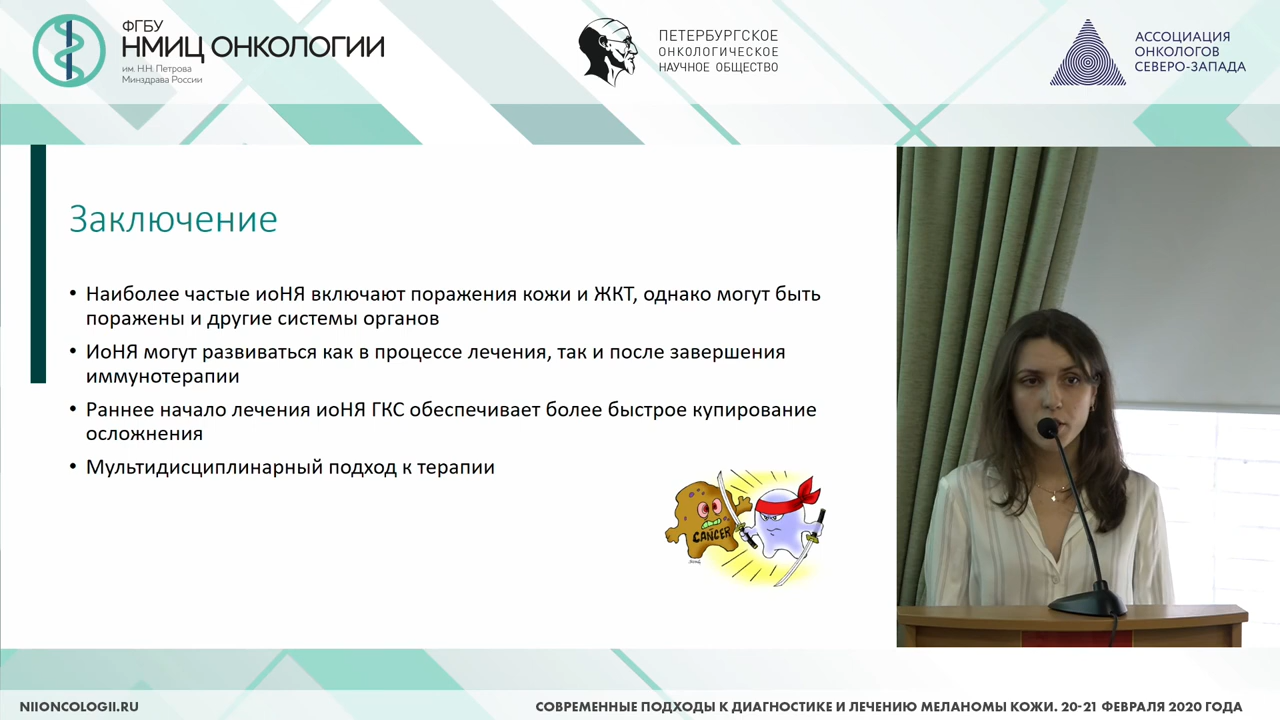 ФГБУ
НМИЦ ОНКОЛОГИИ
им. Н.Н. Петрова
Минздрава России
ПЕТЕРБУРГСКОЕ
ОНКОЛОГИЧЕСКОЕ
НАУЧНОЕ ОБЩЕСТВО
АССОЦИАЦИЯ
ОНКОЛОГОВ
СЕВЕРО-ЗАПАДА
Заключение
• Наиболее частые иоНЯ включают поражения кожи и ЖКТ, однако могут быть
поражены и другие системы органов
• ИоНЯ могут развиваться как в процессе лечения, так и после завершения
иммунотерапии
• Раннее начало лечения иоНЯ ГКС обеспечивает более быстрое купирование
осложнения
• Мультидисциплинарный подход к терапии
CANCER
NIIONCOLOGII.RU
СОВРЕМЕННЫЕ ПОДХОДЫ К ДИАГНОСТИКЕ И ЛЕЧЕНИЮ МЕЛАНОМЫ КОЖИ. 20-21 ФЕВРАЛЯ 2020 ГОДА